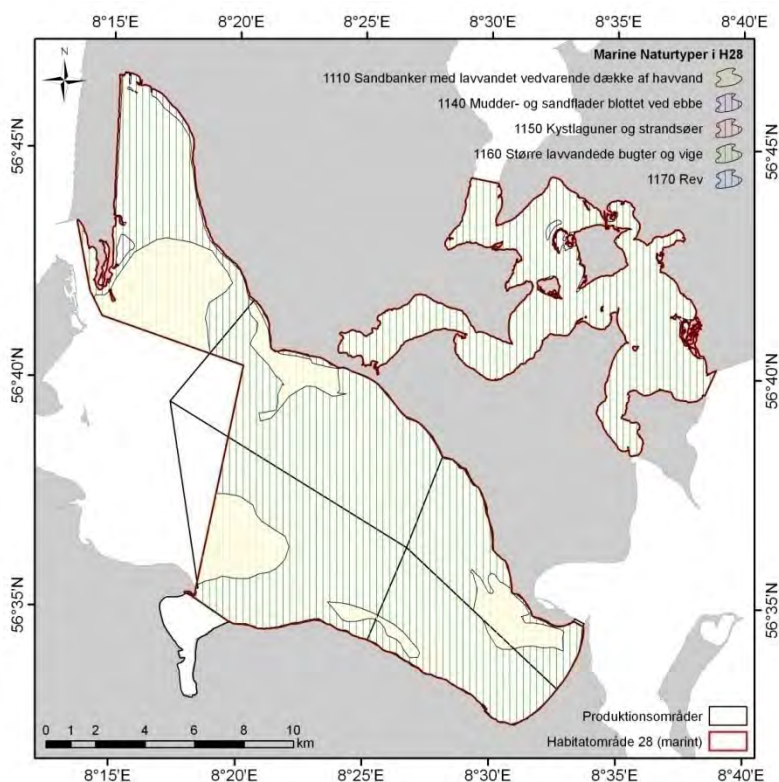 8°15'E 8°20'E 8°25'E 8°30'E 8°35'E 8°40'E
N
Marine Naturtyper i H28
1110 Sandbanker med lavvandet vedvarende dække af havvand
1140 Mudder- og sandflader blottet ved ebbe
1150 Kystlaguner og strandsøer
1160 Større lavvandede bugter og vige
1170 Rev
56°45'N 56°45'N
56°40'N 56°40'N
56°35'N 56°35'N
Produktionsområder
Habitatområde 28 (marint)
0 2 4 6 8 10
km
8°15'E 8°20'E 8°25'E 8°30'E 8°35'E 8°40'E